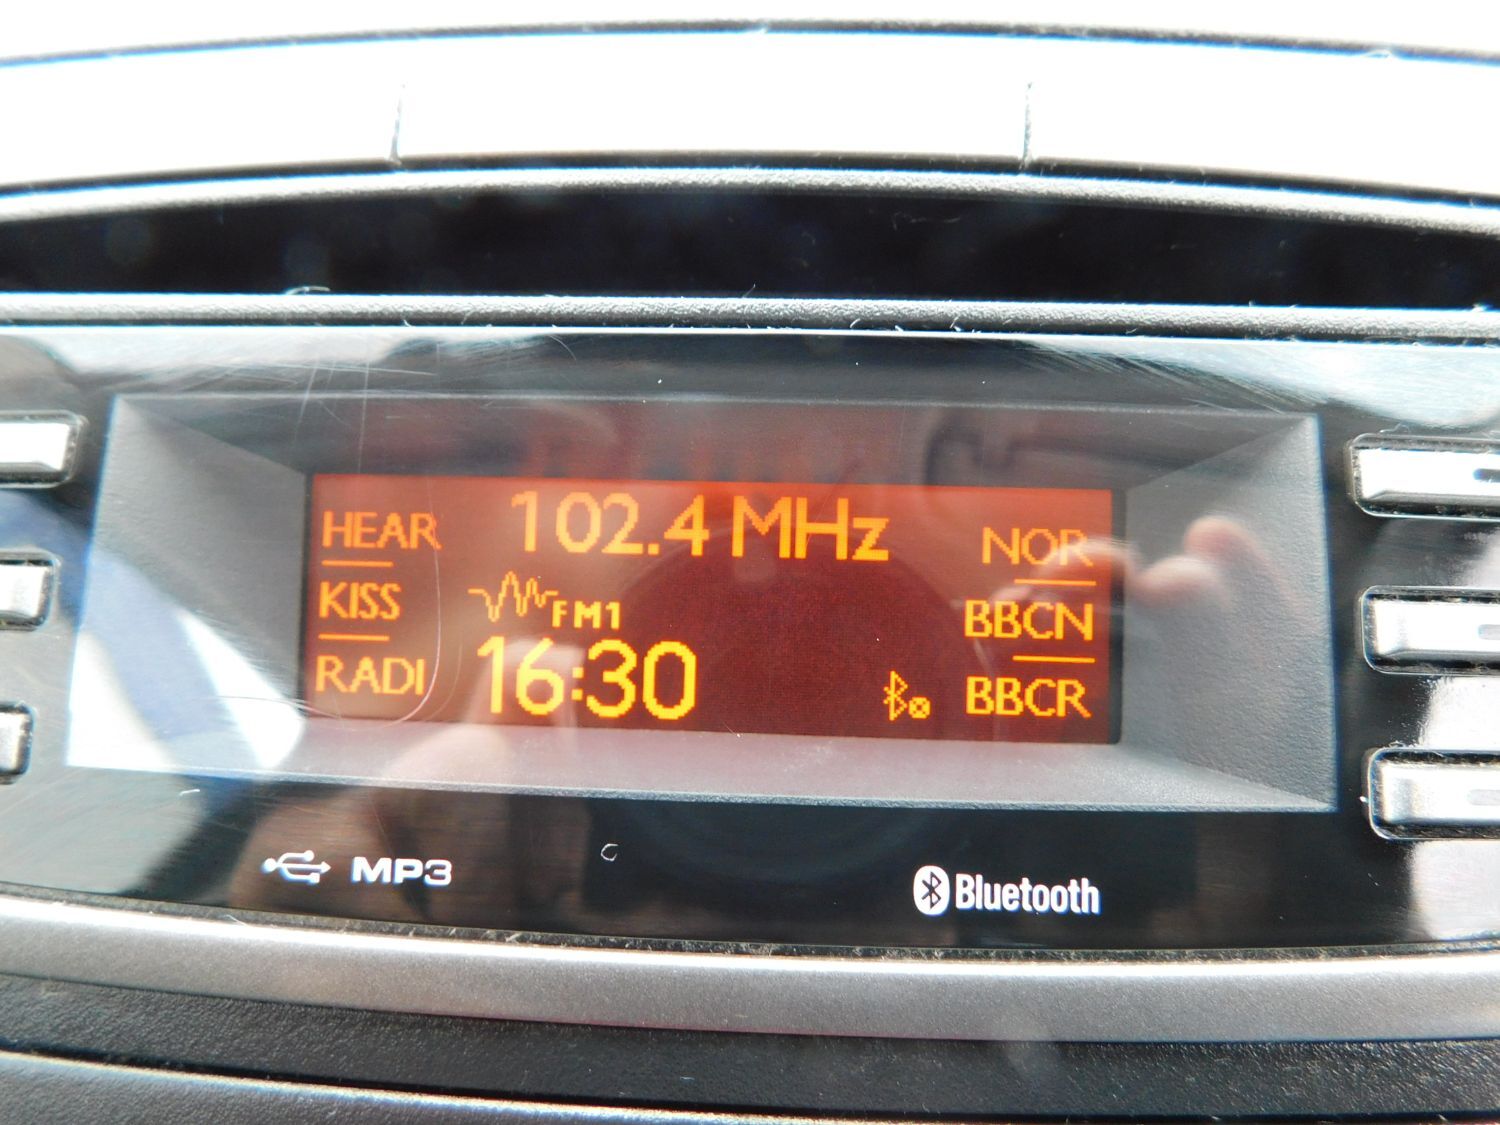 HEAR
KISS
RADI
102.4 MHz
FM1
16:30
NOR
BBCN
BBCR
MP3
Bluetooth